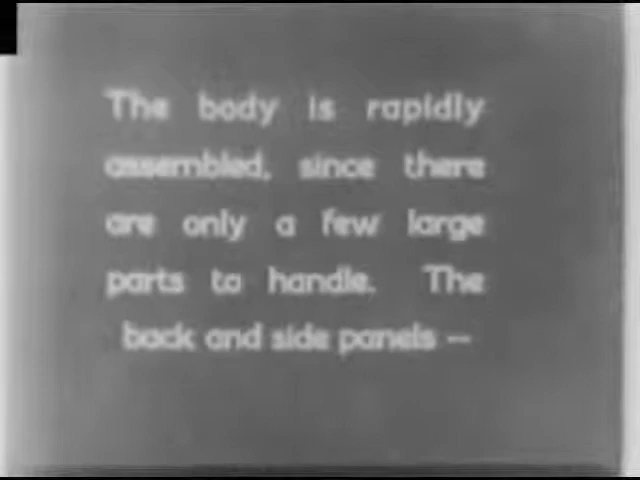 The body is rapidly
assembled, since there
are only a few large
parts to handle. The
back and side panels —